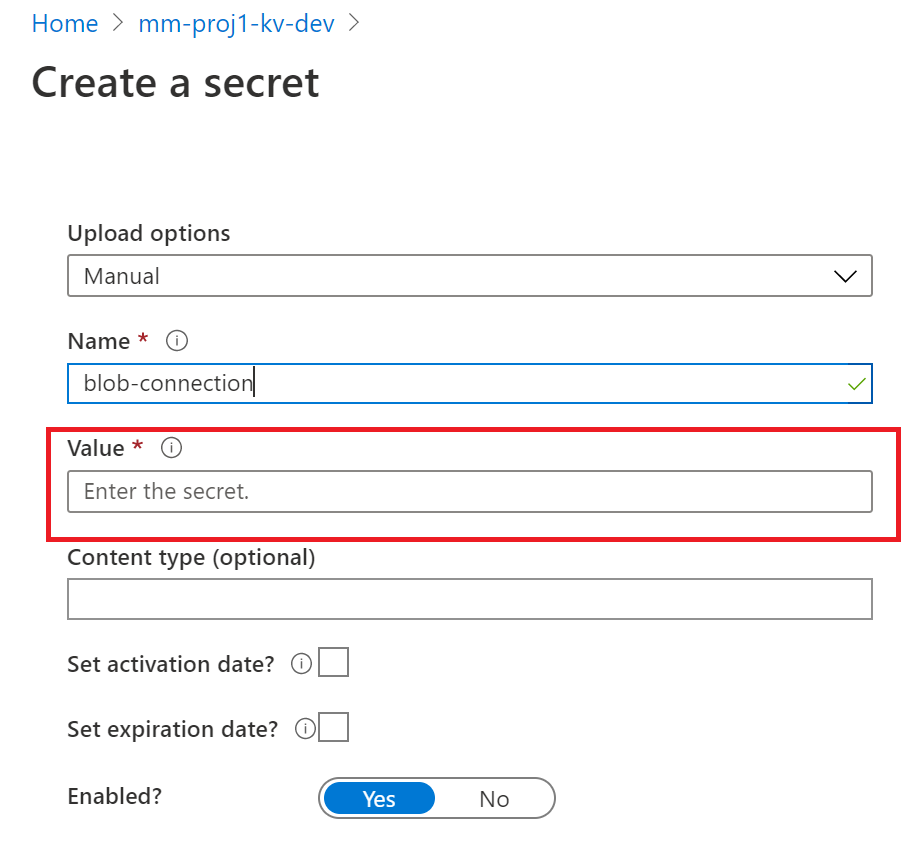 Home > mm-proj1-kv-dev >
Create a secret
Upload options
Manual
Name *
blob-connection
Value *
Enter the secret.
Content type (optional)
Set activation date?
Set expiration date?
Enabled?
Yes No